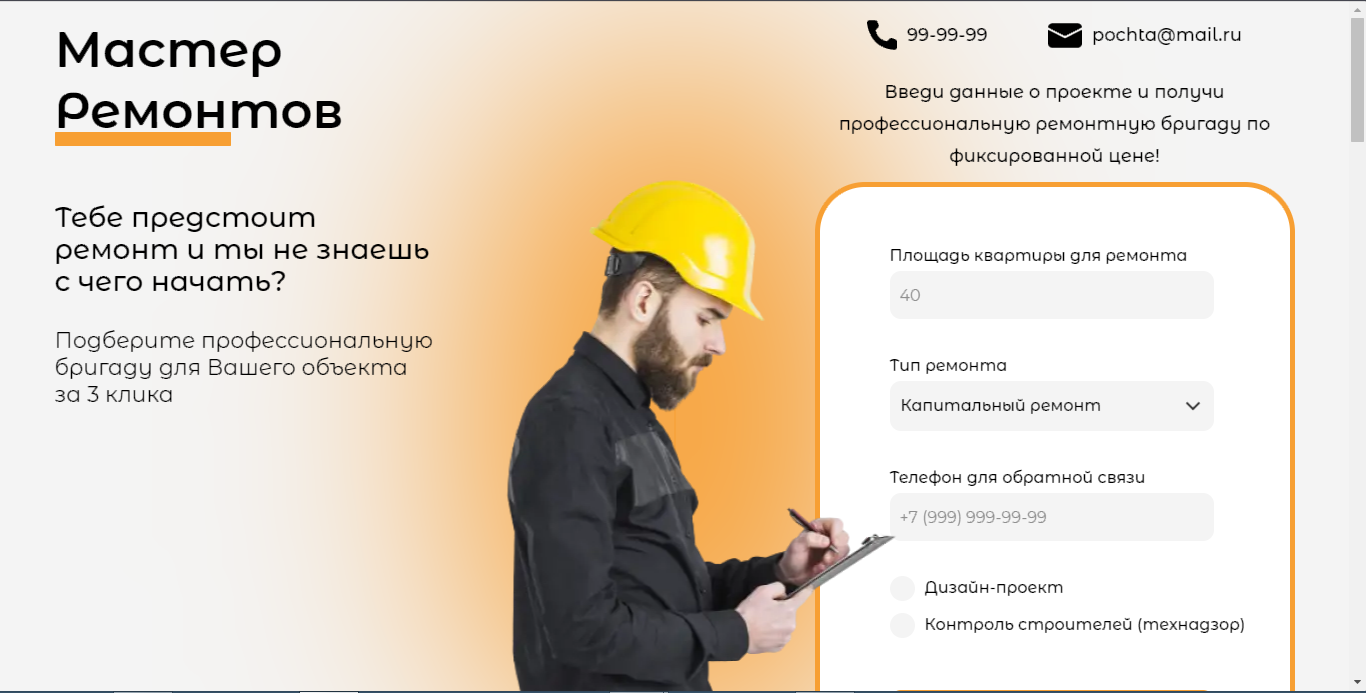 Мастер
Ремонтов
99-99-99
pochta@mail.ru
Введи данные о проекте и получи
профессиональную ремонтную бригаду по
фиксированной цене!
Тебе предстоит
ремонт и ты не знаешь
с чего начать?
Подберите профессиональную
бригаду для Вашего объекта
за 3 клика
Площадь квартиры для ремонта
40
Тип ремонта
Капитальный ремонт
Телефон для обратной связи
+7 (999) 999-99-99
Дизайн-проект
Контроль строителей (технадзор)